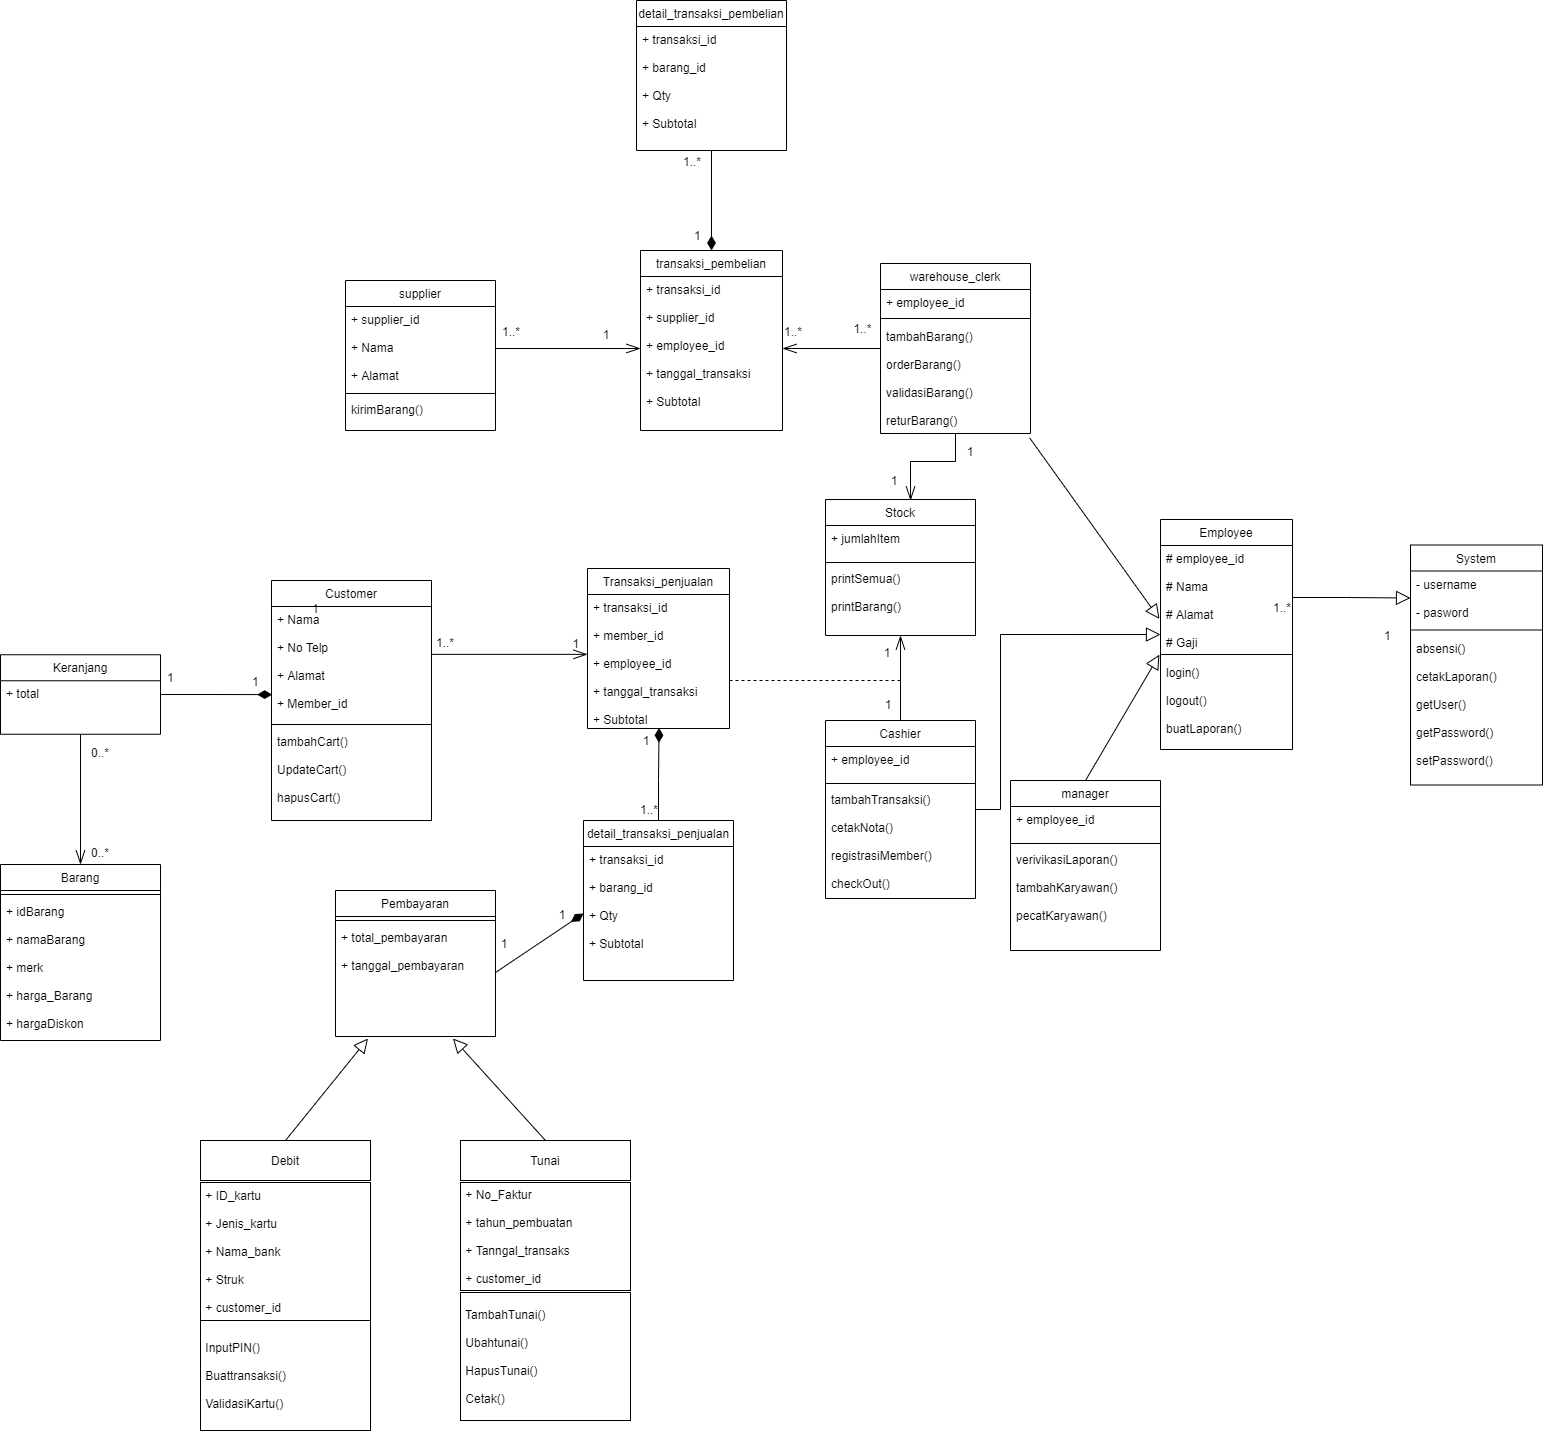 detail_transaksi_pembelian
+ transaksi_id
+ barang_id
+ Qty
+ Subtotal
1..*
1
transaksi_pembelian
+ transaksi_id
+ supplier_id
+ employee_id
+ tanggal_transaksi
+ Subtotal
supplier
+ supplier_id
+ Nama
+ Alamat
kirimBarang()
1..*
1
1..*
1..*
warehouse_clerk
+ employee_id
tambahBarang()
orderBarang()
validasiBarang()
returBarang()
1
1
Stock
+ jumlahItem
printSemua()
printBarang()
1
1
Employee
# employee_id
# Nama
# Alamat
# Gaji
login()
logout()
buatLaporan()
1..*
1
System
- username
- pasword
absensi()
cetakLaporan()
getUser()
getPassword()
setPassword()
Customer
1
+ Nama
+ No Telp
+ Alamat
+ Member_id
tambahCart()
UpdateCart()
hapusCart()
1..*
1
Transaksi_penjualan
+ transaksi_id
+ member_id
+ employee_id
+ tanggal_transaksi
+ Subtotal
1
1..*
Keranjang
+ total
1
1
0..*
0..*
Barang
+ idBarang
+ namaBarang
+ merk
+ harga_Barang
+ hargaDiskon
Cashier
+ employee_id
tambahTransaksi()
cetakNota()
registrasiMember()
checkOut()
manager
+ employee_id
verivikasiLaporan()
tambahKaryawan()
pecatKaryawan()
detail_transaksi_penjualan
+ transaksi_id
+ barang_id
+ Qty
+ Subtotal
1
1
Pembayaran
+ total_pembayaran
+ tanggal_pembayaran
Debit
+ ID_kartu
+ Jenis_kartu
+ Nama_bank
+ Struk
+ customer_id
InputPIN()
Buattransaksi()
ValidasiKartu()
Tunai
+ No_Faktur
+ tahun_pembuatan
+ Tanngal_transaks
+ customer_id
TambahTunai()
Ubahtunai()
HapusTunai()
Cetak()